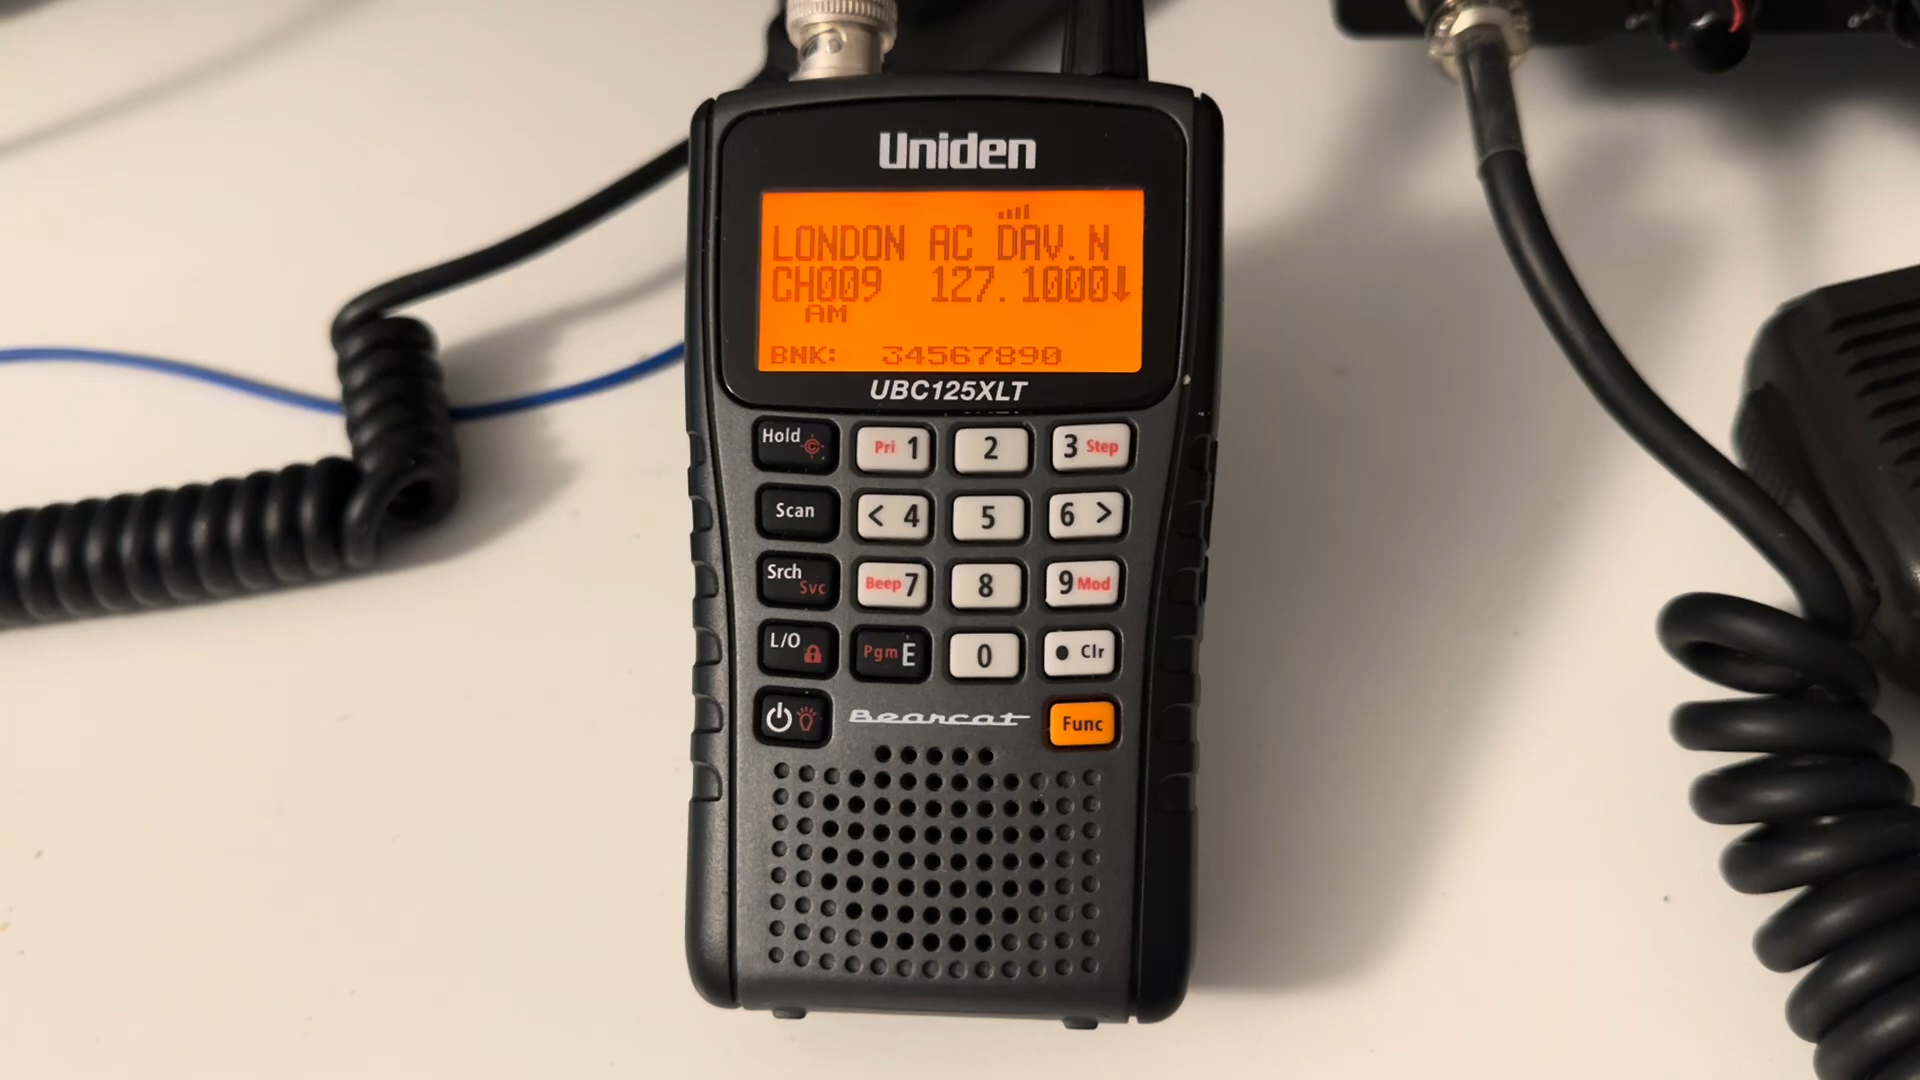 Uniden
LONDON AC DAV.N
CH009 127.1000↓
AM
BNK: 34567890
UBC125XLT
Hold Pri 1 2 3 Step
Scan < 4 5 6 >
Srch Svc Beep 7 8 9 Mod
L/O Pgm E 0 • Clr
Bearcat Func